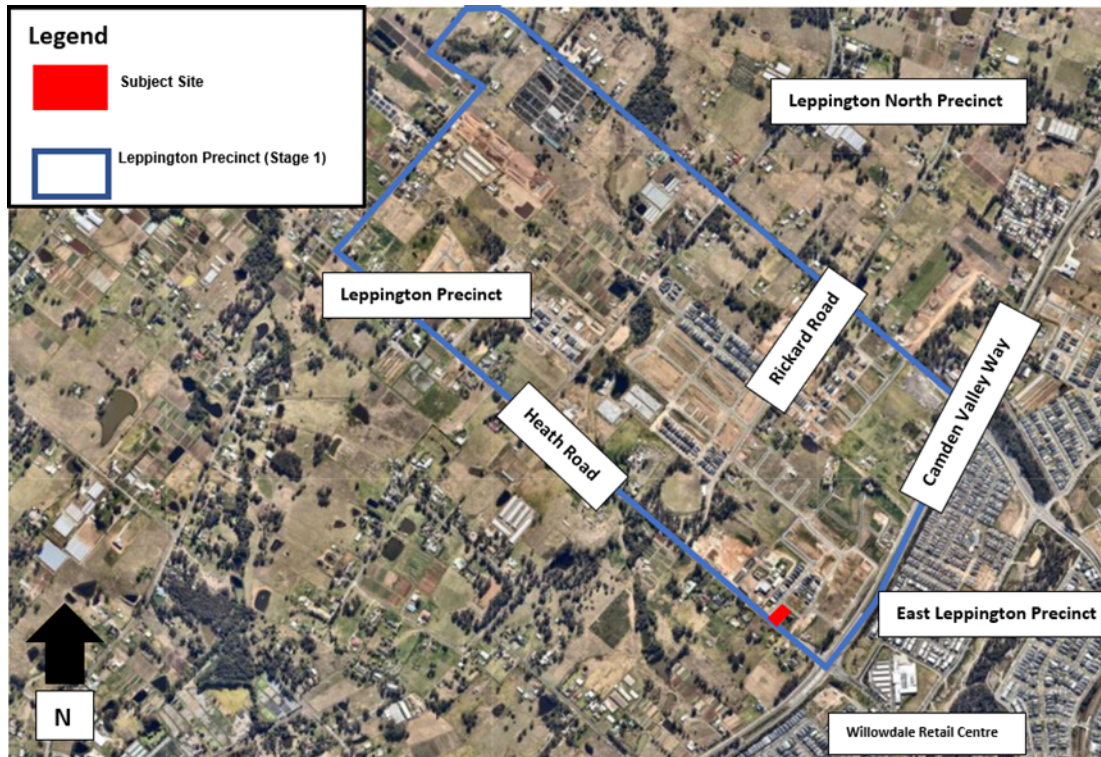 Legend
Subject Site
Leppington Precinct (Stage 1)
Leppington North Precinct
Leppington Precinct
Rickard Road
Camden Valley Way
Heath Road
East Leppington Precinct
N
Willowdale Retail Centre